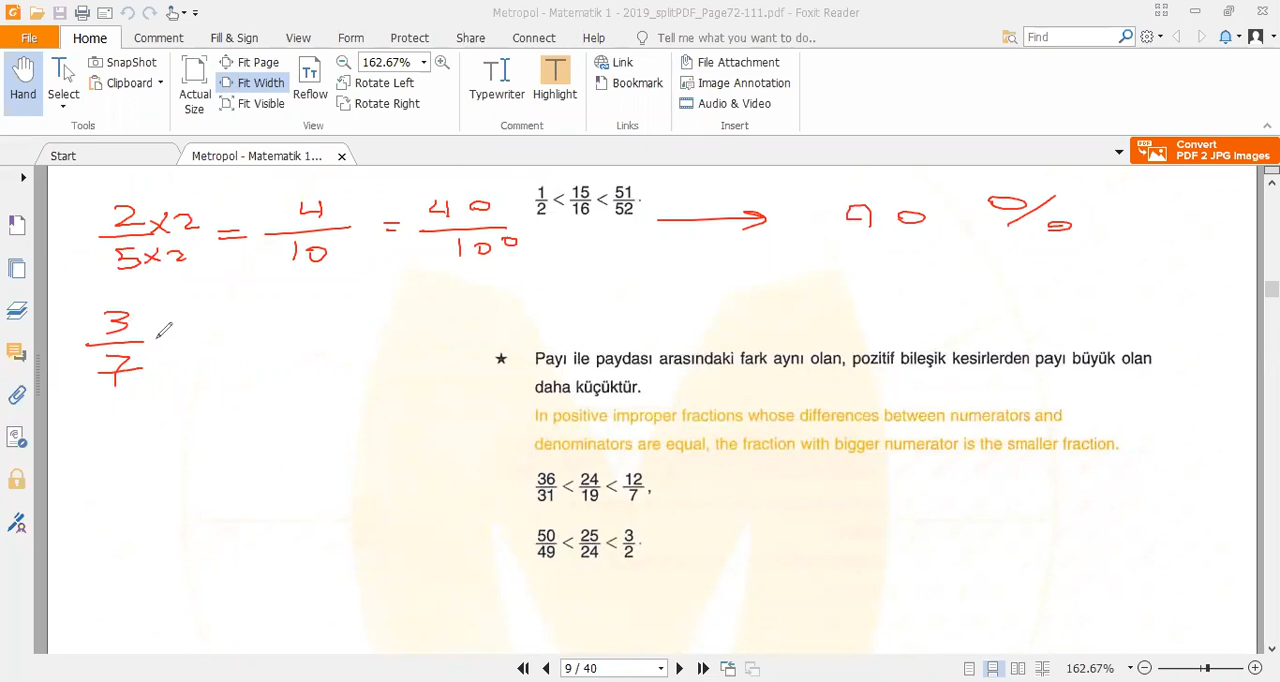 Metropol - Matematik 1 - 2019_splitPDF_Page72-111.pdf - Foxit Reader
File Home Comment Fill & Sign View Form Protect Share Connect Help Tell me what you want to do.. Find
Hand
Select
SnapShot
Clipboard
Tools
Actual Size
Fit Page
Fit Width
Fit Visible
Reflow
162.67%
Rotate Left
Rotate Right
View
Typewriter
Highlight
Comment
Link
Bookmark
Links
File Attachment
Image Annotation
Audio & Video
Insert
Start
Metropol - Matematik 1... x
Convert
PDF 2 JPG Images
2x2/5x2 = 4/10 = 40/100
1/2 < 15/16 < 51/52.
%
3/7
★ Payı ile paydası arasındaki fark aynı olan, pozitif bileşik kesirlerden payı büyük olan
daha küçüktür.
In positive improper fractions whose differences between numerators and
denominators are equal, the fraction with bigger numerator is the smaller fraction.
36/31 < 24/19 < 12/7,
50/49 < 25/24 < 3/2.
9 / 40
162.67%